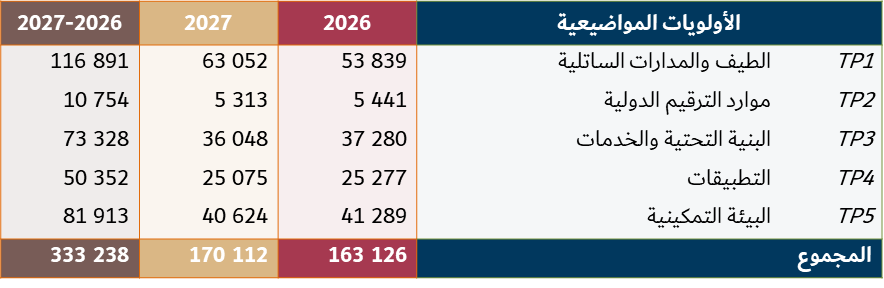 الأولويات المواضيعية 2026 2027 2026-2027
TP1 الطيف والمدارات الساتلية 53 839 63 052 116 891
TP2 موارد الترقيم الدولية 5 441 5 313 10 754
TP3 البنية التحتية والخدمات 37 280 36 048 73 328
TP4 التطبيقات 25 277 25 075 50 352
TP5 البيئة التمكينية 41 289 40 624 81 913
المجموع 163 126 170 112 333 238